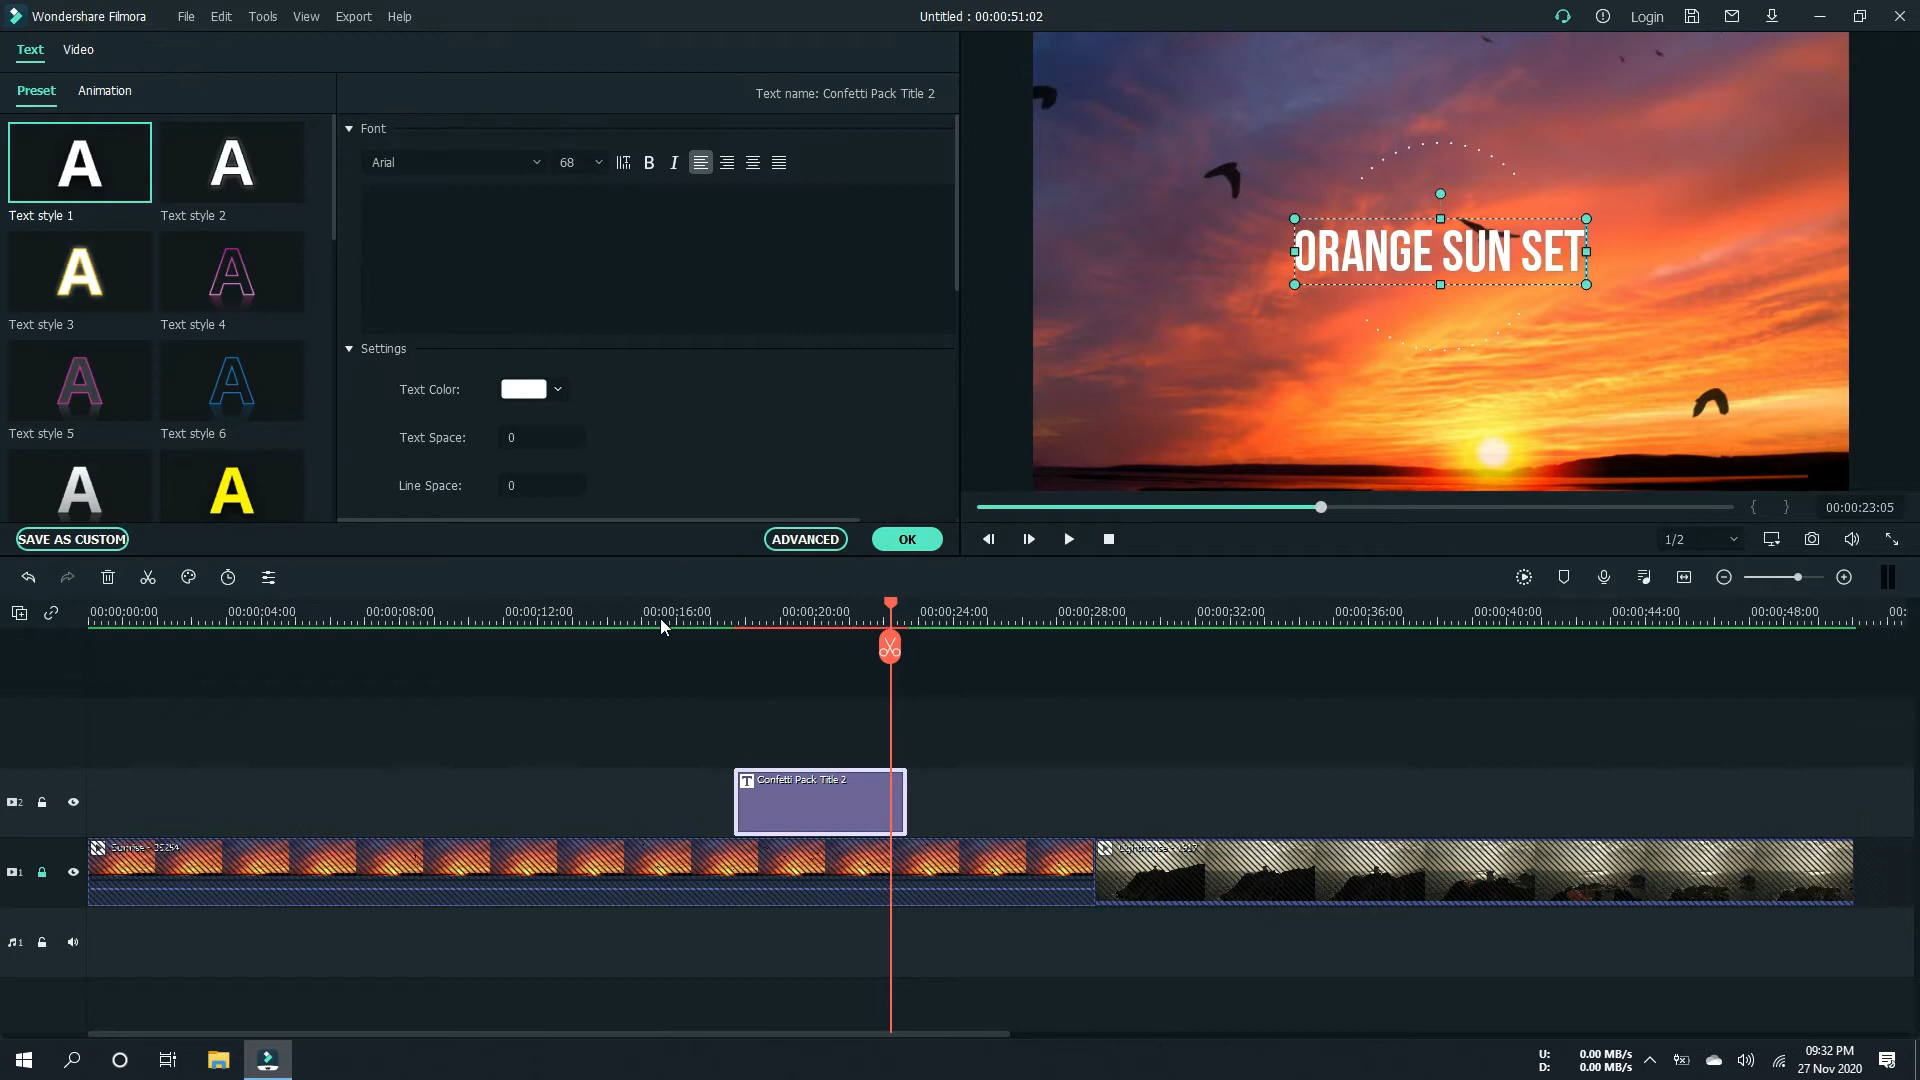 Wondershare Filmora File Edit Tools View Export Help Untitled : 00:00:51:02 Login
Text Video
Preset Animation
Text name: Confetti Pack Title 2
A A
Text style 1 Text style 2
A A
Text style 3 Text style 4
A A
Text style 5 Text style 6
A A
SAVE AS CUSTOM
Font
Arial 68 B I
Settings
Text Color:
Text Space: 0
Line Space: 0
ADVANCED OK
ORANGE SUN SET
{ } 00:00:23:05
1/2
00:00:00:00 00:00:04:00 00:00:08:00 00:00:12:00 00:00:16:00 00:00:20:00 00:00:24:00 00:00:28:00 00:00:32:00 00:00:36:00 00:00:40:00 00:00:44:00 00:00:48:00 00:
2
T Confetti Pack Title 2
1
Sunrise - 35254
1
U: 0.00 MB/s
D: 0.00 MB/s
09:32 PM
27 Nov 2020